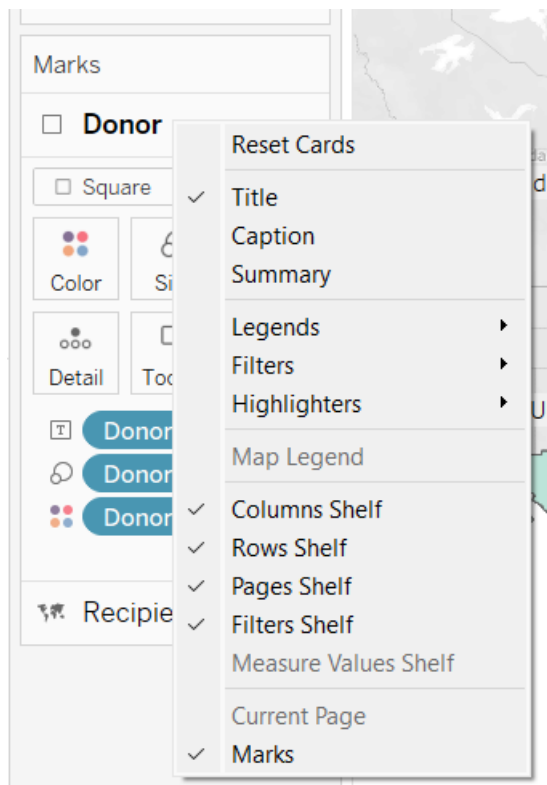 Marks
Donor
Square
Color
Detail
T
Donor
Donor
Donor
Recipie
Reset Cards
Title
Caption
Summary
Legends
Filters
Highlighters
Map Legend
Columns Shelf
Rows Shelf
Pages Shelf
Filters Shelf
Measure Values Shelf
Current Page
Marks